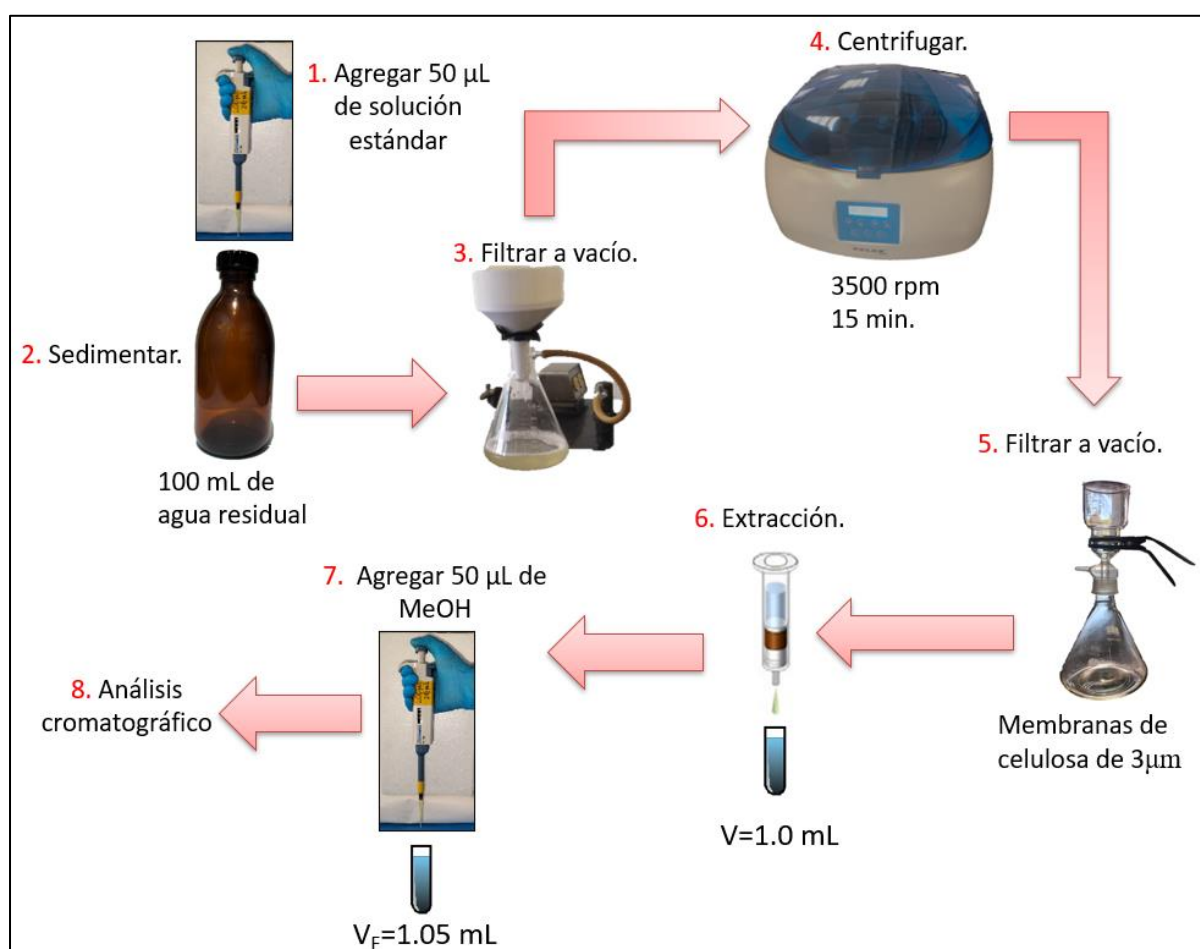 1. Agregar 50 µL
de solución
estándar
2. Sedimentar.
100 mL de
agua residual
3. Filtrar a vacío.
4. Centrifugar.
3500 rpm
15 min.
5. Filtrar a vacío.
Membranas de
celulosa de 3µm
6. Extracción.
V=1.0 mL
7. Agregar 50 µL de
MeOH
V_F=1.05 mL
8. Análisis
cromatográfico